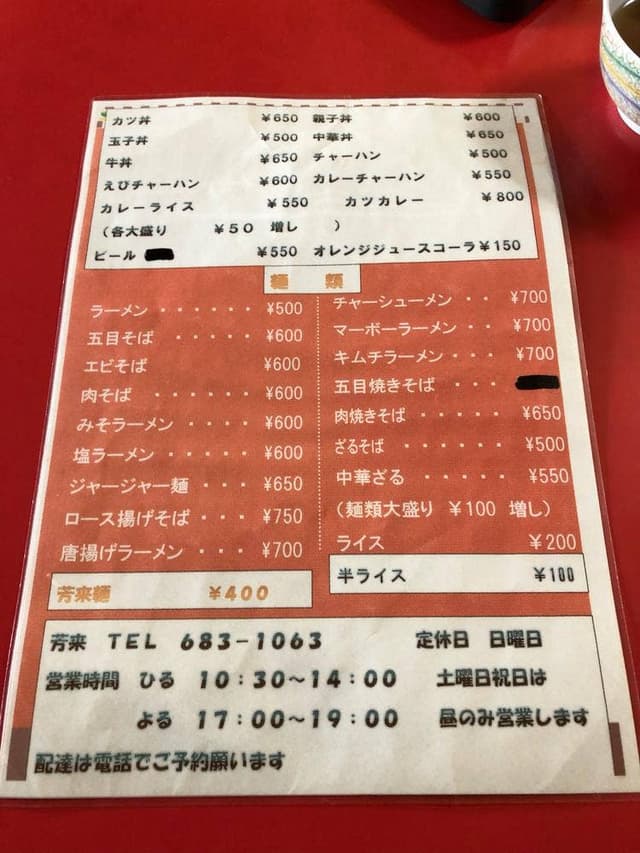 カツ丼 ¥650 親子丼 ¥600
玉子丼 ¥500 中華丼 ¥650
牛丼 ¥650 チャーハン ¥500
えびチャーハン ¥600 カレーチャーハン ¥550
カレーライス ¥550 カツカレー ¥800
(各大盛り ¥50 増し )
ビール ¥550 オレンジジュースコーラ¥150
麺 類
ラーメン ・・・・・・ ¥500
五目そば ・・・・・ ¥600
エビそば ¥600
肉そば ・・・・・・ ¥600
みそラーメン ・・・・ ¥600
塩ラーメン ・・・・・ ¥600
ジャージャー麺 ・・・ ¥650
ロース揚げそば ・・・ ¥750
唐揚げラーメン ・・・ ¥700
芳来麺 ¥400
チャーシューメン ・・ ¥700
マーボーラーメン ・・ ¥700
キムチラーメン ・・・ ¥700
五目焼きそば ・・・
肉焼きそば ・・・・・ ¥650
ざるそば ・・・・・ ¥500
中華ざる ・・・・・ ¥550
(麺類大盛り ¥100 増し)
ライス ¥200
半ライス ¥100
芳来 TEL 683-1063 定休日 日曜日
営業時間 ひる 10:30~14:00 土曜日祝日は
よる 17:00~19:00 昼のみ営業します
配達は電話でご予約願います